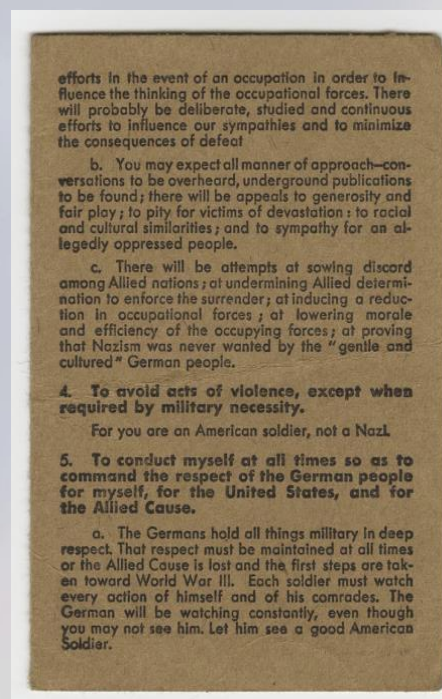 efforts in the event of an occupation in order to in-
fluence the thinking of the occupational forces. There
will probably be deliberate, studied and continuous
efforts to influence our sympathies and to minimize
the consequences of defeat
b. You may expect all manner of approach—con-
versations to be overheard, underground publications
to be found; there will be appeals to generosity and
fair play; to pity for victims of devastation : to racial
and cultural similarities; and to sympathy for an al-
legedly oppressed people.
c. There will be attempts at sowing discord
among Allied nations; at undermining Allied determi-
nation to enforce the surrender; at inducing a reduc-
tion in occupational forces ; at lowering morale
and efficiency of the occupying forces; at proving
that Nazism was never wanted by the "gentle and
cultured" German people.
4. To avoid acts of violence, except when
required by military necessity.
For you are an American soldier, not a Nazi.
5. To conduct myself at all times so as to
command the respect of the German people
for myself, for the United States, and for
the Allied Cause.
a. The Germans hold all things military in deep
respect. That respect must be maintained at all times
or the Allied Cause is lost and the first steps are tak-
en toward World War III. Each soldier must watch
every action of himself and of his comrades. The
German will be watching constantly, even though
you may not see him. Let him see a good American
Soldier.